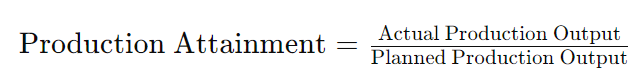 Production Attainment = Actual Production Output
Planned Production Output